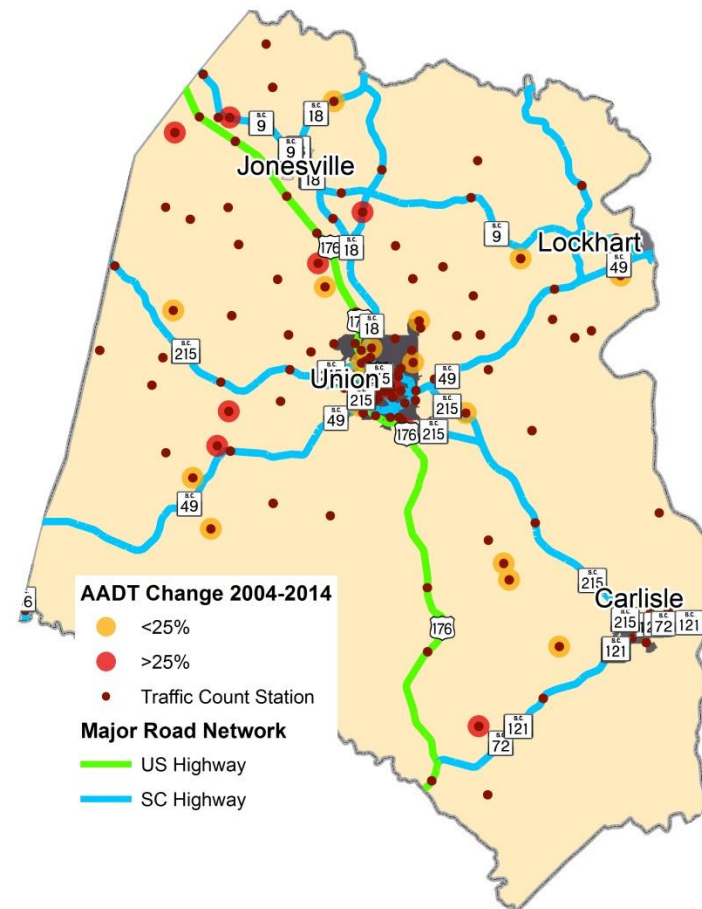 S.C.
18
S.C.
9
S.C.
9
Jonesville
18
S.C.
9
Lockhart
176
S.C.
18
S.C.
49
S.C.
18
S.C.
215
Union
S.C.
49
S.C.
215
S.C.
215
S.C.
49
176
S.C.
215
S.C.
49
S.C.
215
Carlisle
S.C.
215
S.C.
72
S.C.
121
S.C.
121
176
S.C.
121
S.C.
72
AADT Change 2004-2014
<25%
>25%
Traffic Count Station
Major Road Network
US Highway
SC Highway